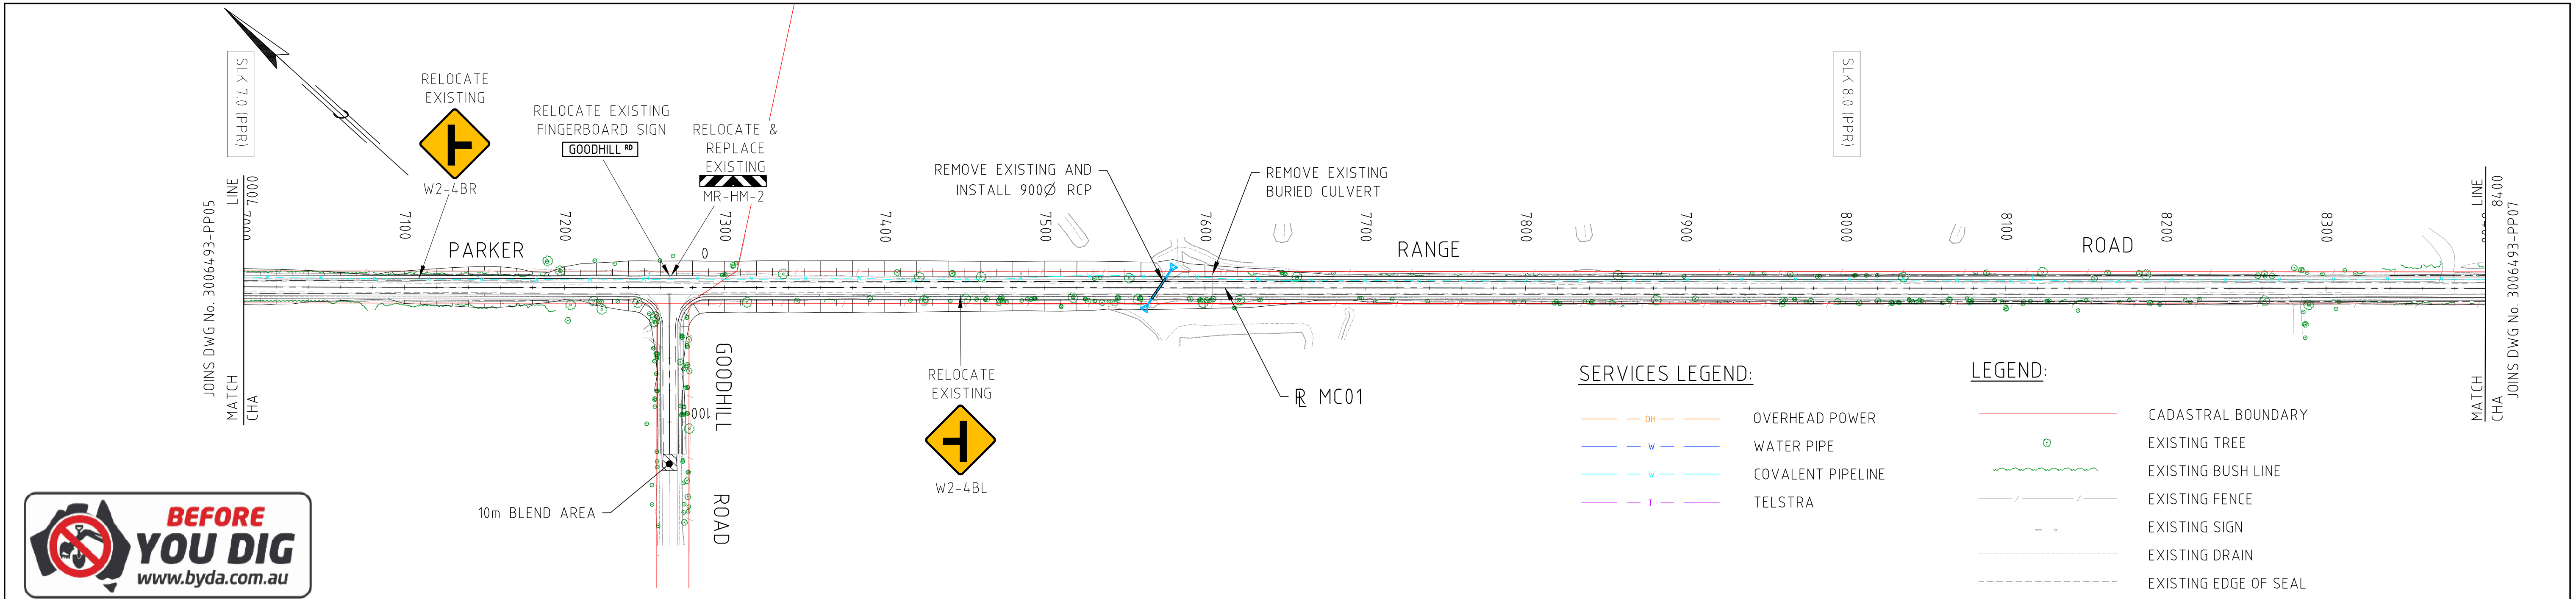 SLK 7.0 (PPR)
SLK 8.0 (PPR)
RELOCATE
EXISTING
W2-4BR
RELOCATE EXISTING
FINGERBOARD SIGN
GOODHILL RD
RELOCATE &
REPLACE
EXISTING
MR-HM-2
REMOVE EXISTING AND
INSTALL 900Ø RCP
REMOVE EXISTING
BURIED CULVERT
JOINS DWG No. 3006493-PP05
MATCH LINE
CHA 7000
7000
7100
7200
7300
7400
7500
7600
7700
7800
7900
8000
8100
8200
8300
MATCH LINE
CHA 8400
JOINS DWG No. 3006493-PP07
PARKER
RANGE
ROAD
0
100
GOODHILL
ROAD
10m BLEND AREA
RELOCATE
EXISTING
W2-4BL
MC01
SERVICES LEGEND:
OH OVERHEAD POWER
W WATER PIPE
W COVALENT PIPELINE
T TELSTRA
LEGEND:
CADASTRAL BOUNDARY
EXISTING TREE
EXISTING BUSH LINE
EXISTING FENCE
EXISTING SIGN
EXISTING DRAIN
EXISTING EDGE OF SEAL
BEFORE
YOU DIG
www.byda.com.au